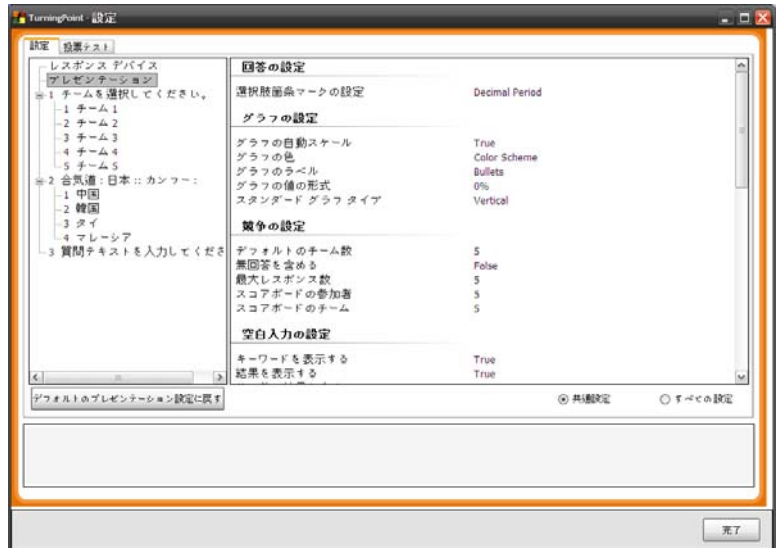 TurningPoint - 設定
設定 投票テスト
レスポンス デバイス
プレゼンテーション
1 チームを選択してください。
1 チーム 1
2 チーム 2
3 チーム 3
4 チーム 4
5 チーム 5
2 合気道 : 日本 :: カンフー :
1 中国
2 韓国
3 タイ
4 マレーシア
3 質問テキストを入力してくださ
回答の設定
選択肢箇条マークの設定 Decimal Period
グラフの設定
グラフの自動スケール True
グラフの色 Color Scheme
グラフのラベル Bullets
グラフの値の形式 0%
スタンダード グラフ タイプ Vertical
競争の設定
デフォルトのチーム数 5
無回答を含める False
最大レスポンス数 5
スコアボードの参加者 5
スコアボードのチーム 5
空白入力の設定
キーワードを表示する True
結果を表示する True
デフォルトのプレゼンテーション設定に戻す
共通設定 すべての設定
完了